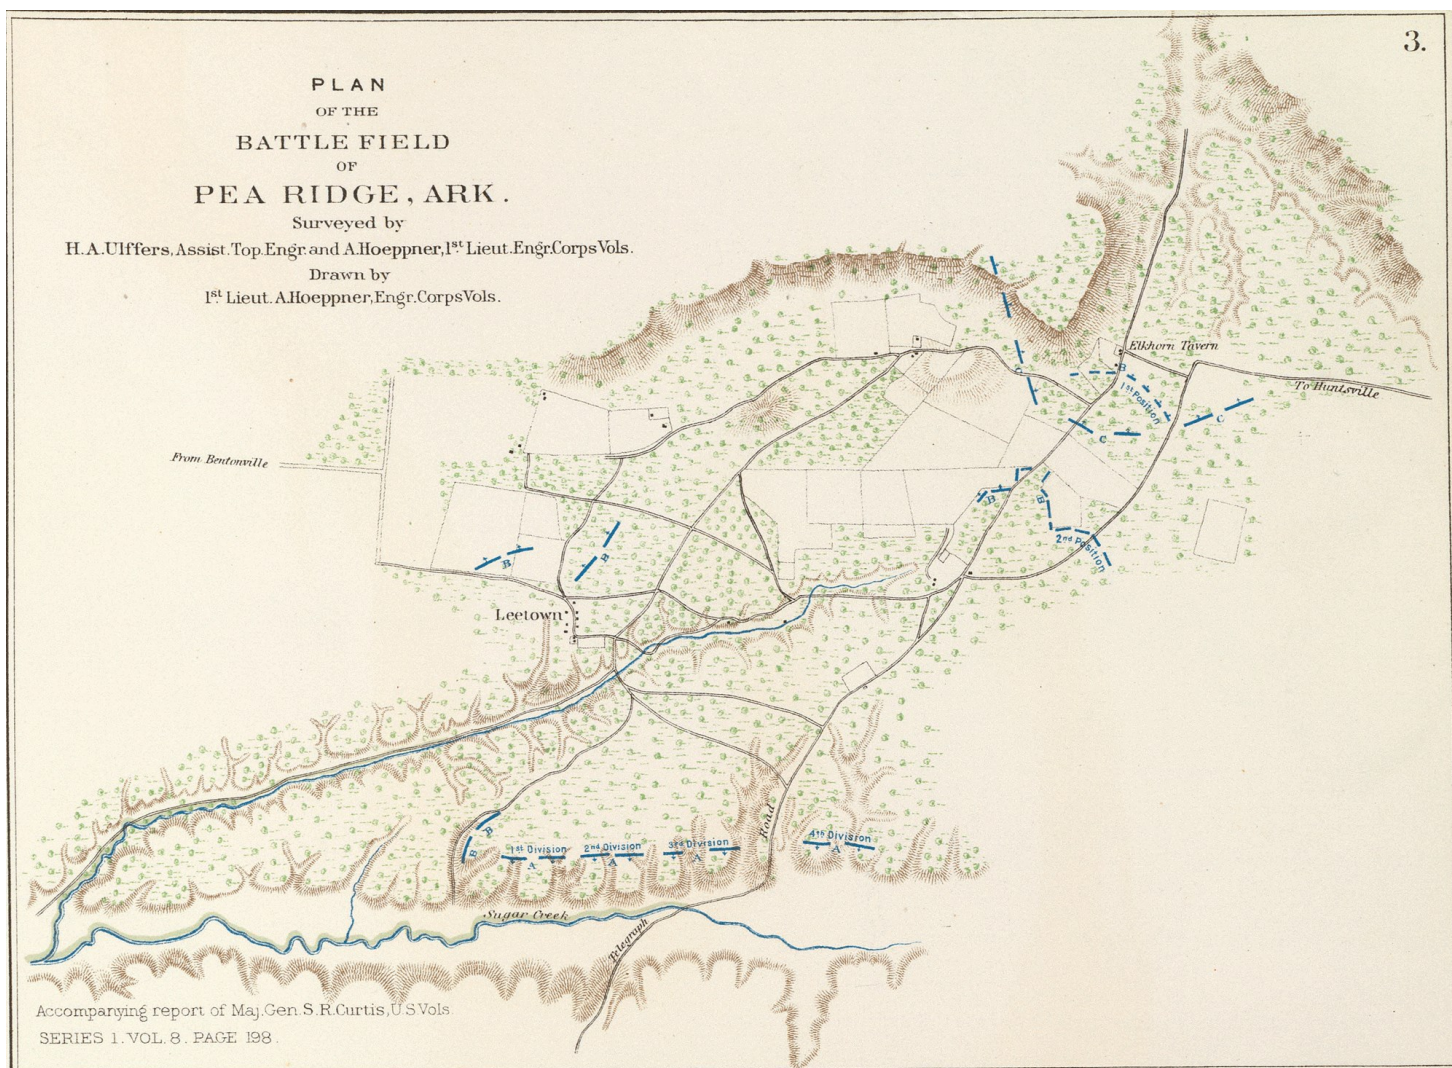 3.
PLAN
OF THE
BATTLE FIELD
OF
PEA RIDGE, ARK.
Surveyed by
H.A.Ulffers, Assist. Top. Engr. and A. Hoeppner, 1st Lieut. Engr. Corps Vols.
Drawn by
1st Lieut. A. Hoeppner, Engr. Corps Vols.
Elkhorn Tavern
B
1st Position
To Huntsville
C
C
C
From Bentonville
B
B
2nd Position
B
B
Leetown
Road
B
B
1st Division
A
2nd Division
A
3rd Division
A
4th Division
A
Sugar Creek
Telegraph
Accompanying report of Maj. Gen. S. R. Curtis, U.S. Vols.
SERIES 1. VOL. 8. PAGE 198.